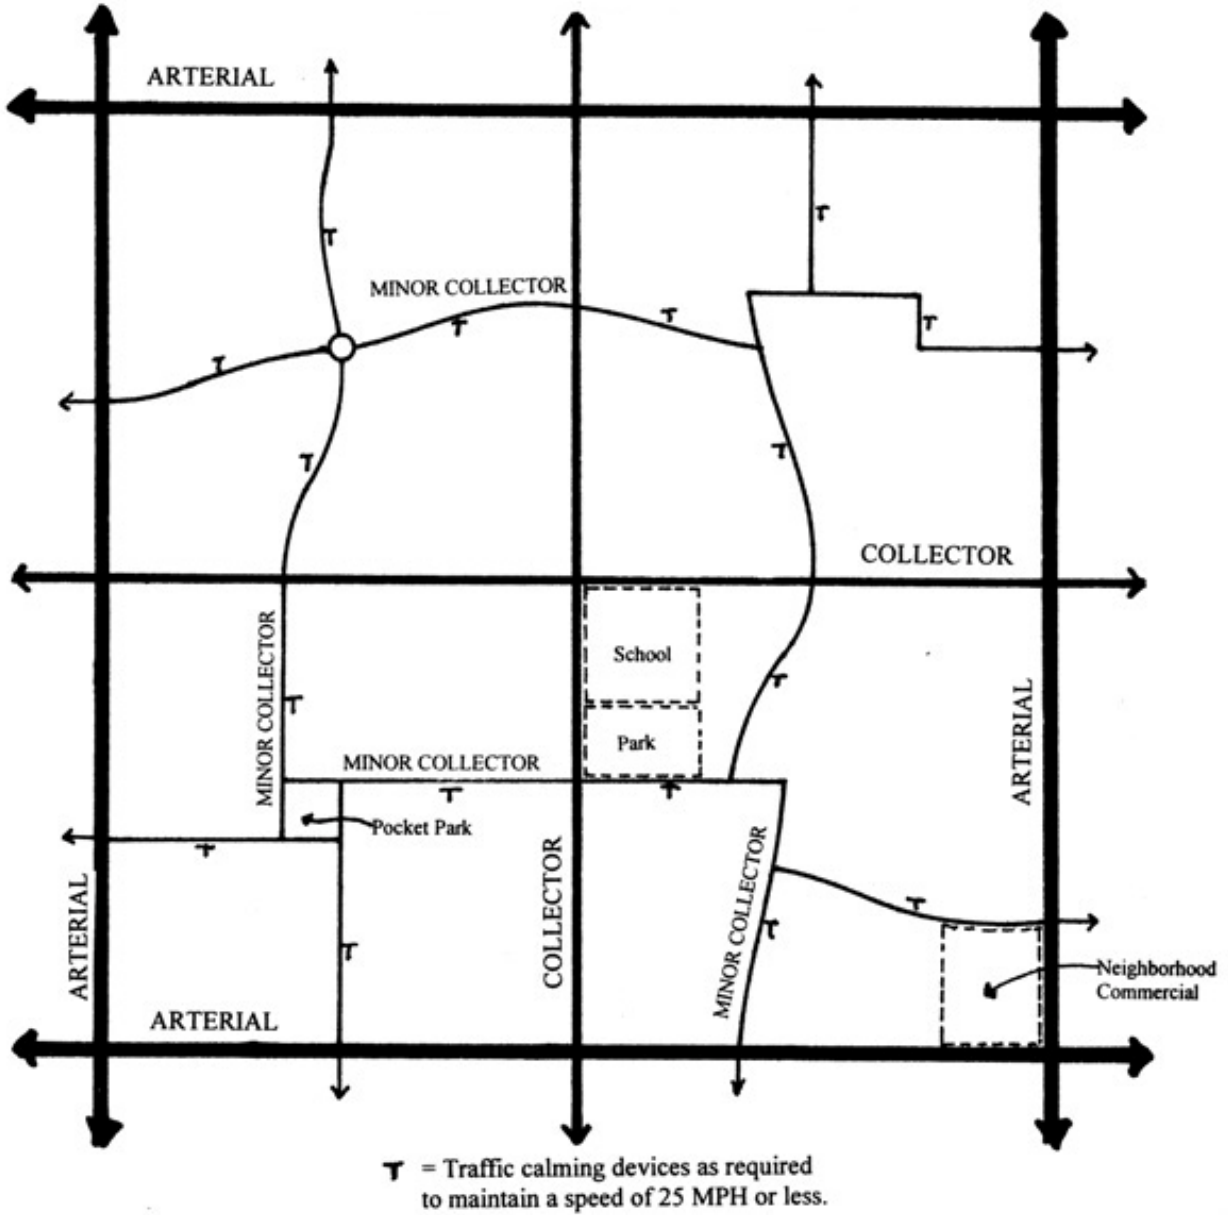 ARTERIAL
T
T
MINOR COLLECTOR
T
T
T
T
T
T
COLLECTOR
School
MINOR COLLECTOR
T
T
ARTERIAL
Park
MINOR COLLECTOR
T
T
Pocket Park
T
MINOR COLLECTOR
COLLECTOR
ARTERIAL
T
T
T
Neighborhood
Commercial
ARTERIAL
T = Traffic calming devices as required
to maintain a speed of 25 MPH or less.